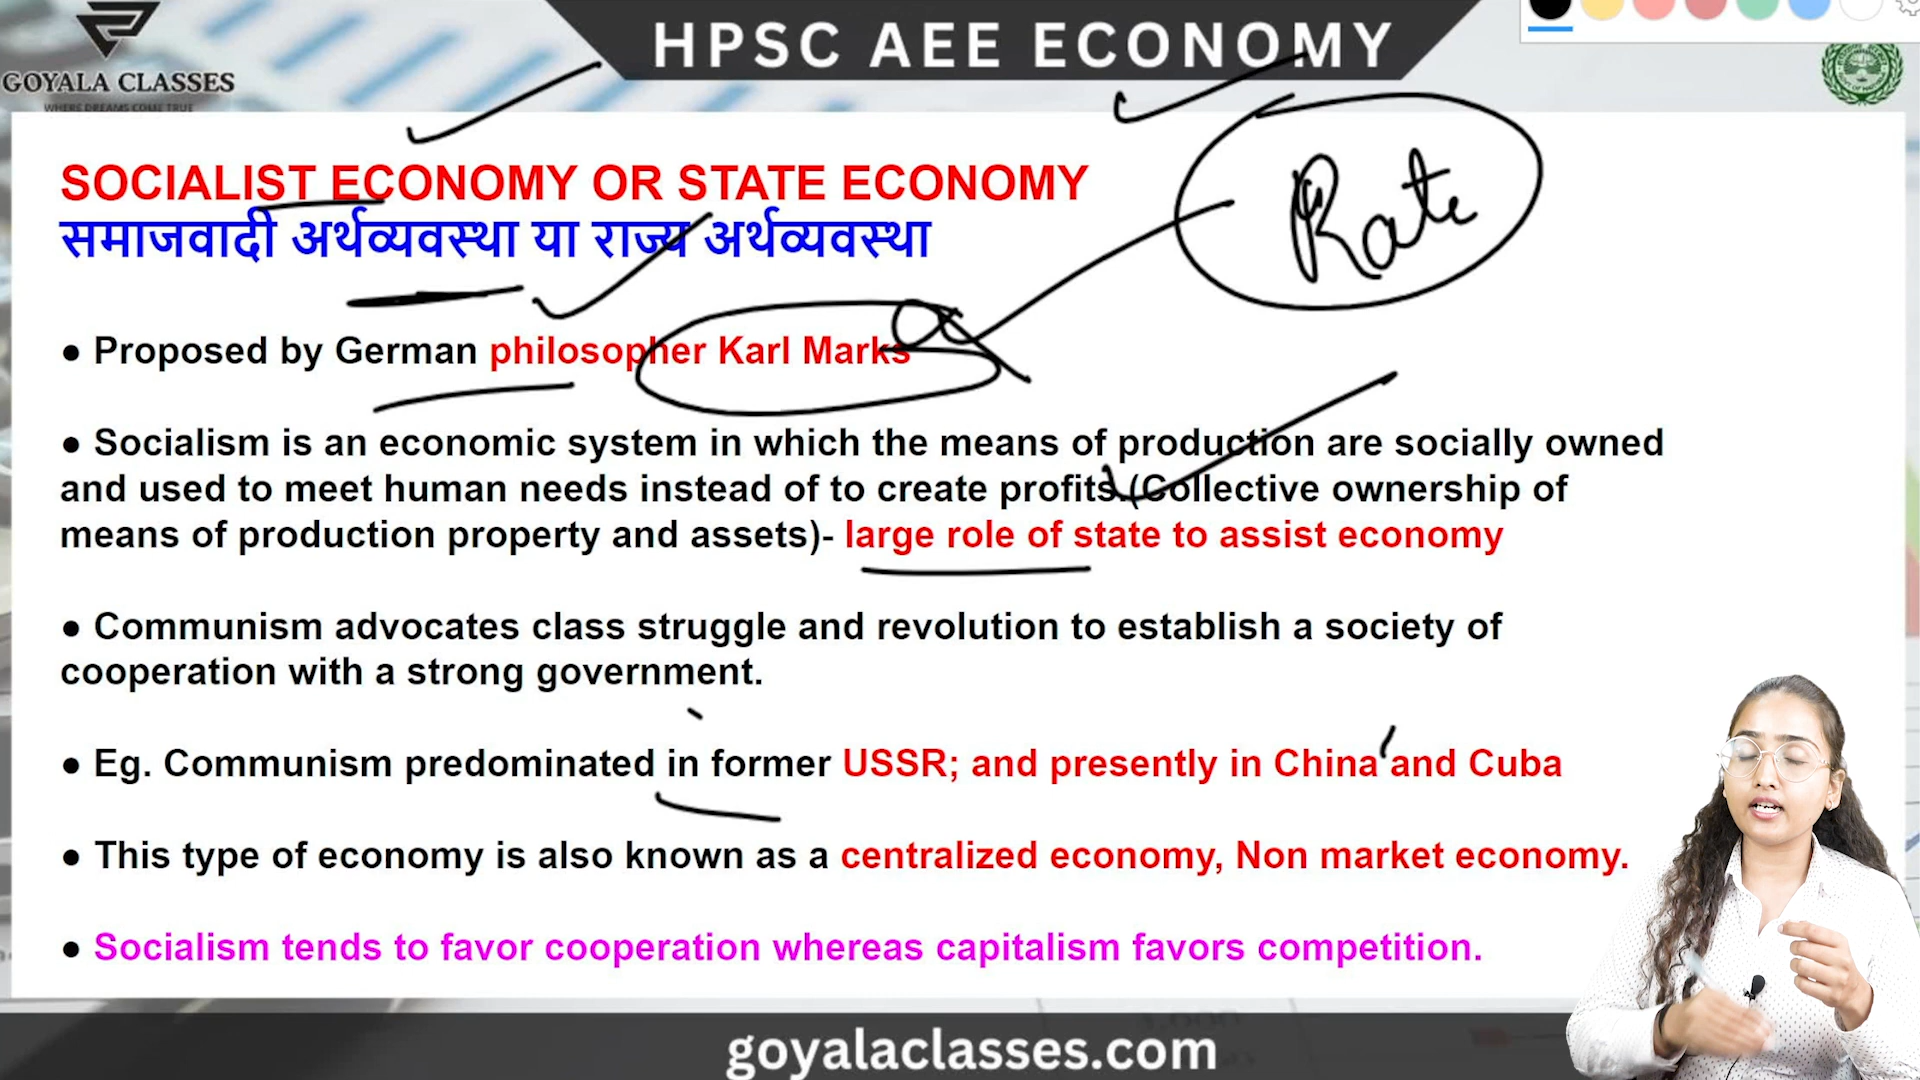 HPSC AEE ECONOMY
GOYALA CLASSES
WHERE DREAMS COME TRUE
SOCIALIST ECONOMY OR STATE ECONOMY
समाजवादी अर्थव्यवस्था या राज्य अर्थव्यवस्था
Rate
● Proposed by German philosopher Karl Marks
● Socialism is an economic system in which the means of production are socially owned
and used to meet human needs instead of to create profits.(Collective ownership of
means of production property and assets)- large role of state to assist economy
● Communism advocates class struggle and revolution to establish a society of
cooperation with a strong government.
● Eg. Communism predominated in former USSR; and presently in China and Cuba
● This type of economy is also known as a centralized economy, Non market economy.
● Socialism tends to favor cooperation whereas capitalism favors competition.
goyalaclasses.com